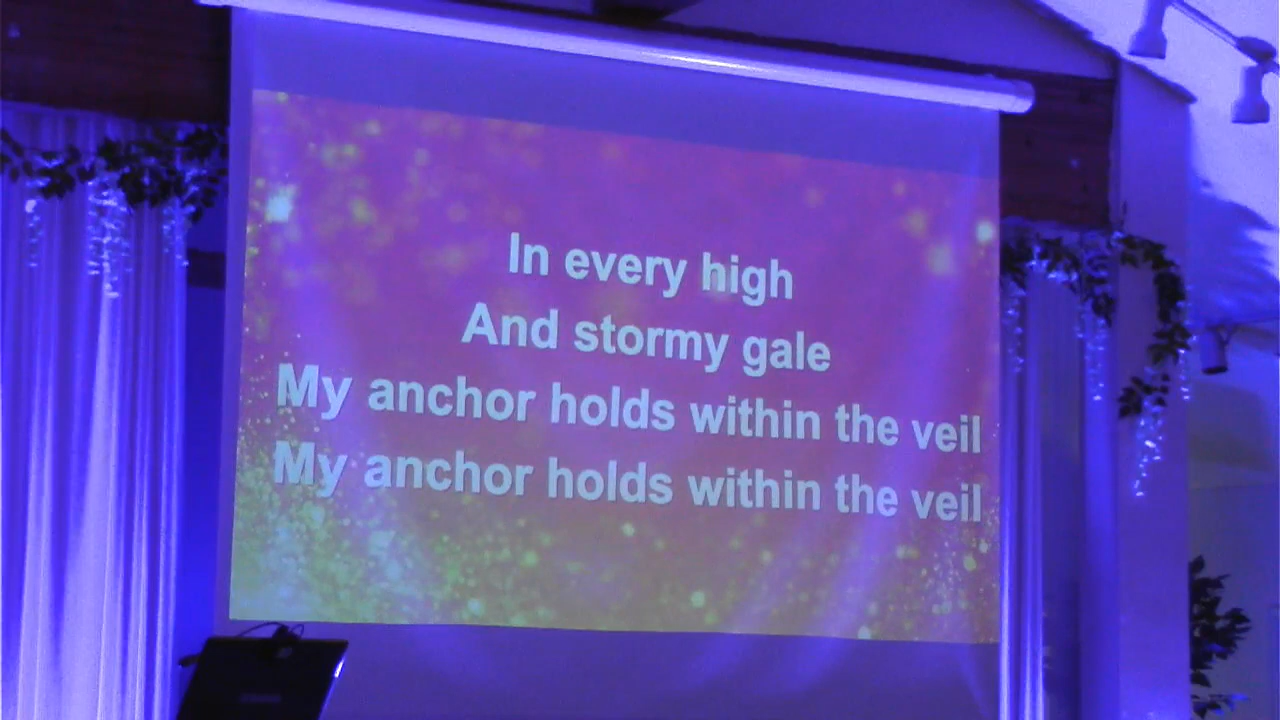 In every high
And stormy gale
My anchor holds within the veil
My anchor holds within the veil